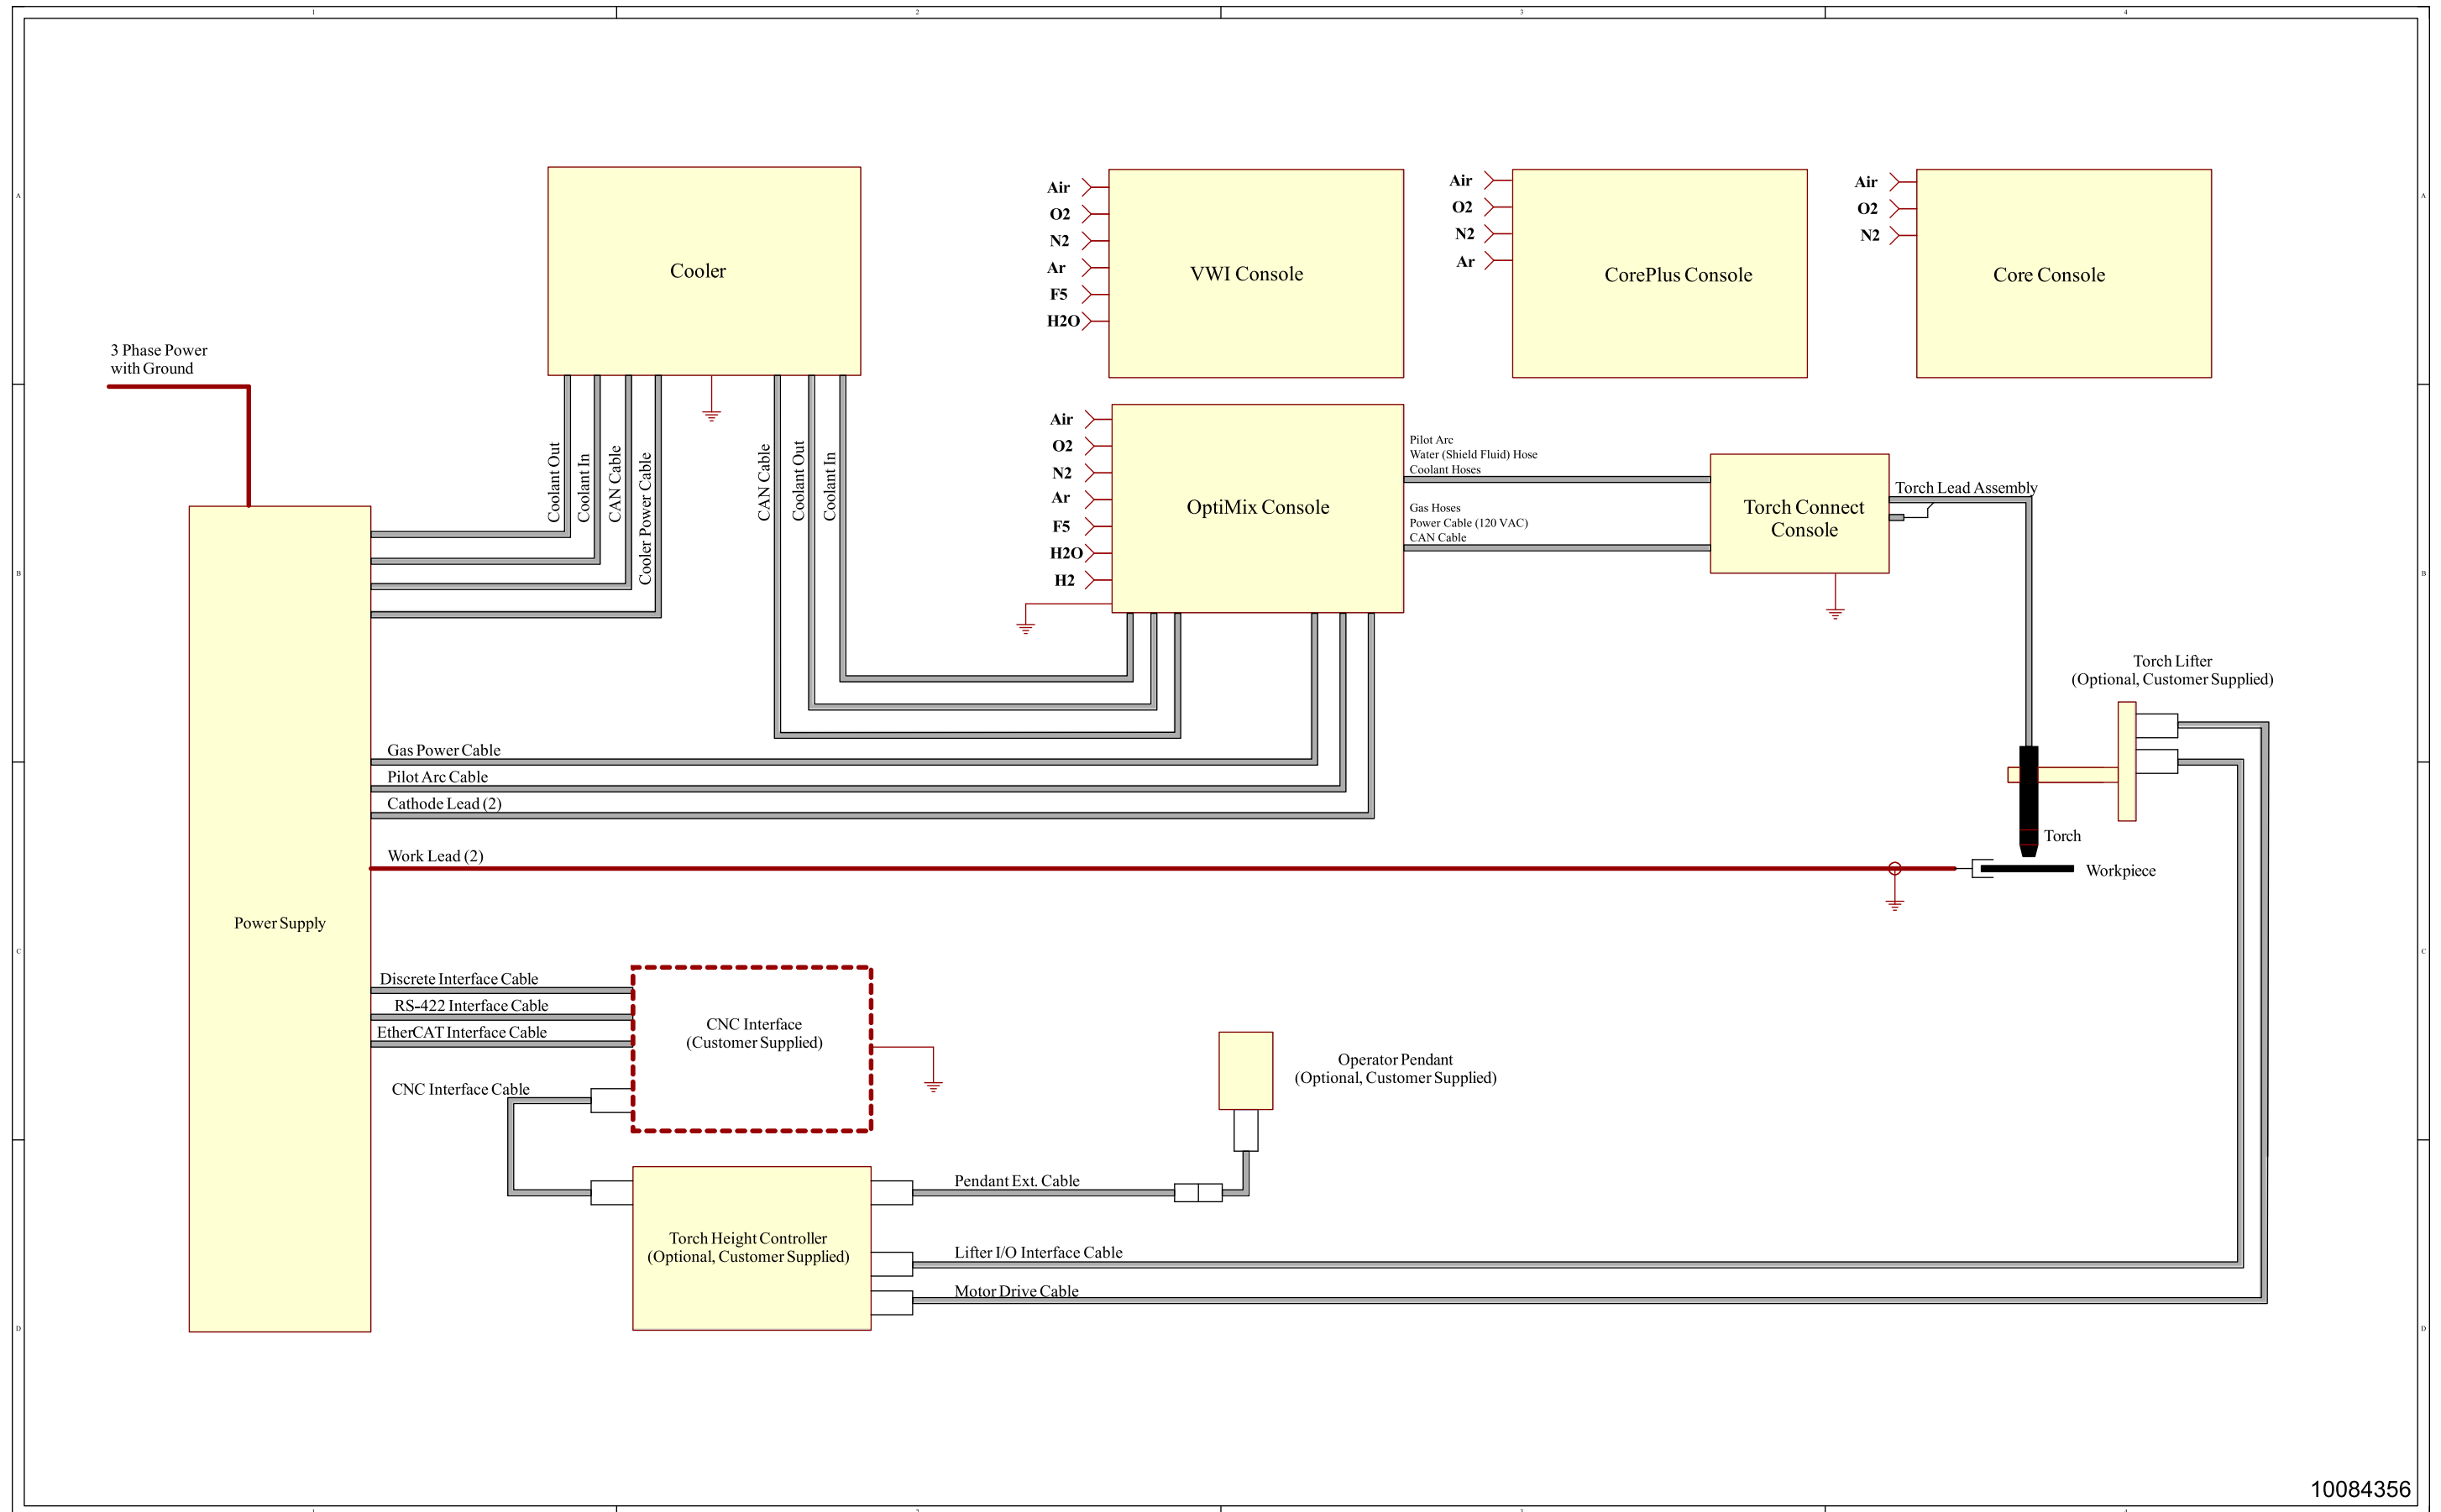 1
2
3
4
A
A
Air
O2
N2
Ar
F5
H2O
Air
O2
N2
Ar
Air
O2
N2
Cooler
VWI Console
CorePlus Console
Core Console
3 Phase Power
with Ground
Coolant Out
Coolant In
CAN Cable
Cooler Power Cable
CAN Cable
Coolant Out
Coolant In
Air
O2
N2
Ar
F5
H2O
H2
OptiMix Console
Pilot Arc
Water (Shield Fluid) Hose
Coolant Hoses
Gas Hoses
Power Cable (120 VAC)
CAN Cable
Torch Connect
Console
Torch Lead Assembly
B
B
Torch Lifter
(Optional, Customer Supplied)
Gas Power Cable
Pilot Arc Cable
Cathode Lead (2)
Torch
Work Lead (2)
Workpiece
Power Supply
C
C
Discrete Interface Cable
RS-422 Interface Cable
EtherCAT Interface Cable
CNC Interface
(Customer Supplied)
CNC Interface Cable
Operator Pendant
(Optional, Customer Supplied)
Pendant Ext. Cable
Torch Height Controller
(Optional, Customer Supplied)
Lifter I/O Interface Cable
Motor Drive Cable
D
D
10084356